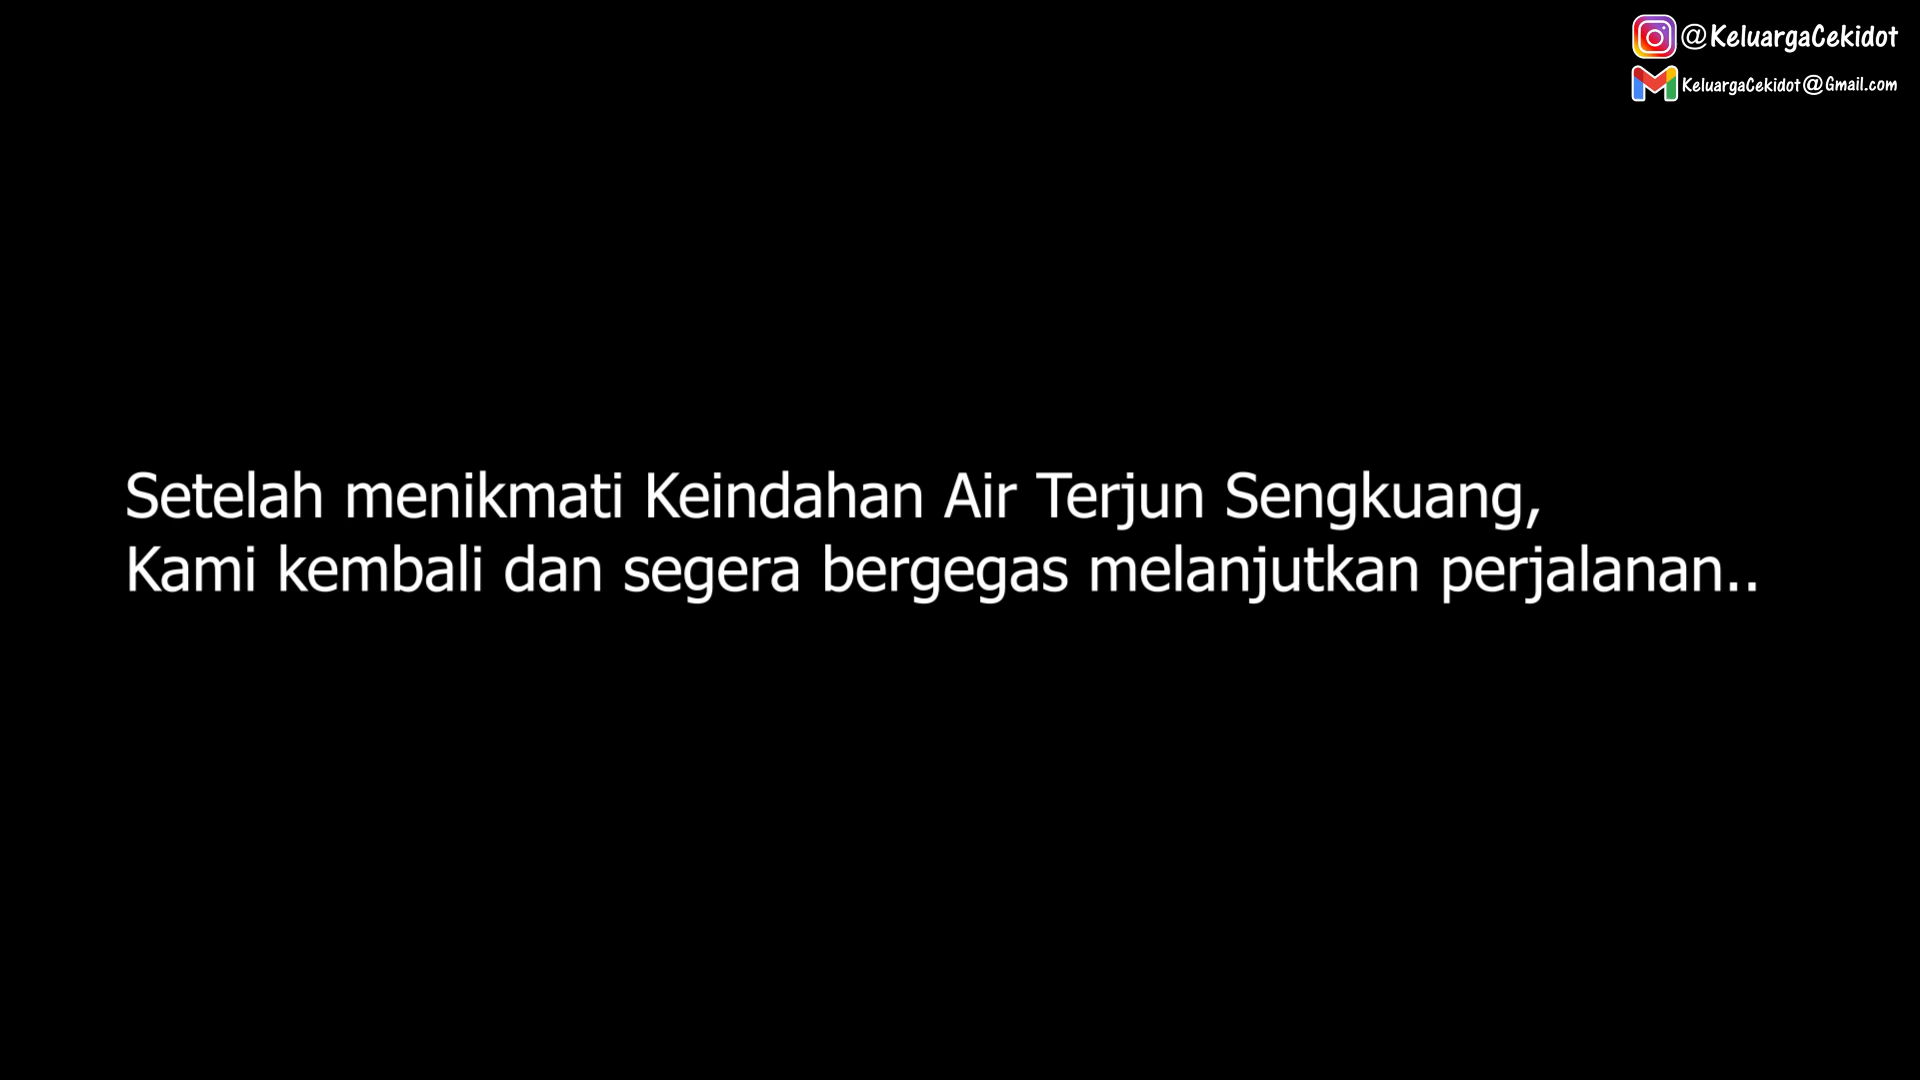 @KeluargaCekidot
KeluargaCekidot@Gmail.com
Setelah menikmati Keindahan Air Terjun Sengkuang,
Kami kembali dan segera bergegas melanjutkan perjalanan..